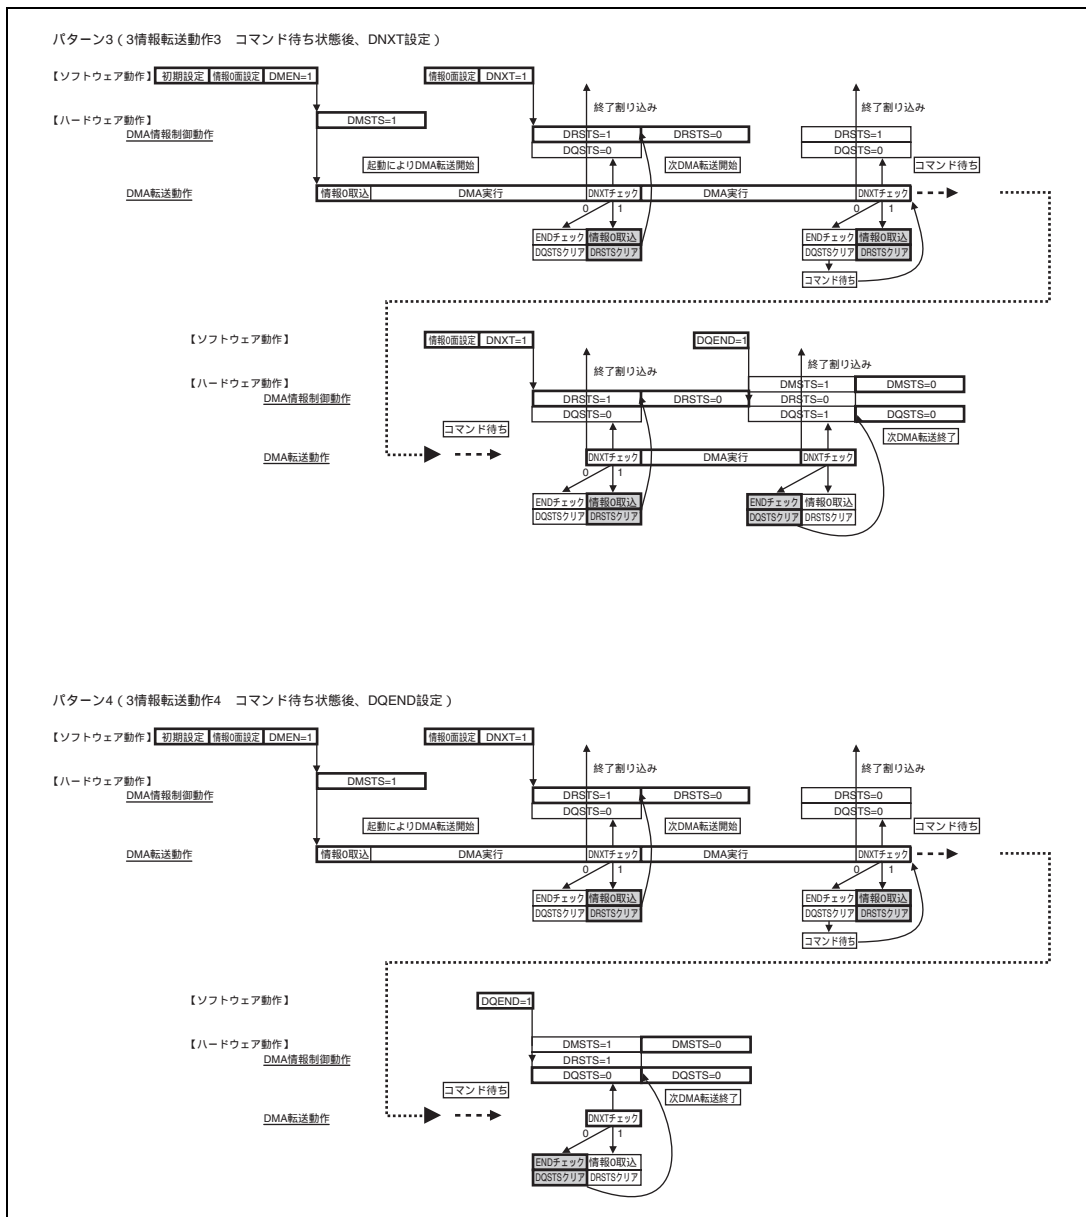 パターン3 ( 3情報転送動作3　コマンド待ち状態後、DNXT設定 )
【ソフトウェア動作】 初期設定 情報0面設定 DMEN=1 情報0面設定 DNXT=1
終了割り込み 終了割り込み
【ハードウェア動作】 DMSTS=1
DMA情報制御動作 DRSTS=1 DRSTS=0 DRSTS=1
DQSTS=0 DQSTS=0
起動によりDMA転送開始 次DMA転送開始 コマンド待ち
DMA転送動作 情報0取込 DMA実行 DNXTチェック DMA実行 DNXTチェック
0 1 0 1
ENDチェック 情報0取込 ENDチェック 情報0取込
DQSTSクリア DRSTSクリア DQSTSクリア DRSTSクリア
コマンド待ち
【ソフトウェア動作】 情報0面設定 DNXT=1 DQEND=1
終了割り込み 終了割り込み
【ハードウェア動作】 DMSTS=1 DMSTS=0
DMA情報制御動作 DRSTS=1 DRSTS=0 DRSTS=0
DQSTS=0 DQSTS=1 DQSTS=0
コマンド待ち 次DMA転送終了
DMA転送動作 DNXTチェック DMA実行 DNXTチェック
0 1
ENDチェック 情報0取込 ENDチェック 情報0取込
DQSTSクリア DRSTSクリア DQSTSクリア DRSTSクリア
パターン4 ( 3情報転送動作4　コマンド待ち状態後、DQEND設定 )
【ソフトウェア動作】 初期設定 情報0面設定 DMEN=1 情報0面設定 DNXT=1
終了割り込み 終了割り込み
【ハードウェア動作】 DMSTS=1
DMA情報制御動作 DRSTS=1 DRSTS=0 DRSTS=0
DQSTS=0 DQSTS=0
起動によりDMA転送開始 次DMA転送開始 コマンド待ち
DMA転送動作 情報0取込 DMA実行 DNXTチェック DMA実行 DNXTチェック
0 1 0 1
ENDチェック 情報0取込 ENDチェック 情報0取込
DQSTSクリア DRSTSクリア DQSTSクリア DRSTSクリア
コマンド待ち
【ソフトウェア動作】 DQEND=1
【ハードウェア動作】 DMSTS=1 DMSTS=0
DMA情報制御動作 DRSTS=1
DQSTS=0 DQSTS=0
コマンド待ち 次DMA転送終了
DMA転送動作 DNXTチェック
0 1
ENDチェック 情報0取込
DQSTSクリア DRSTSクリア